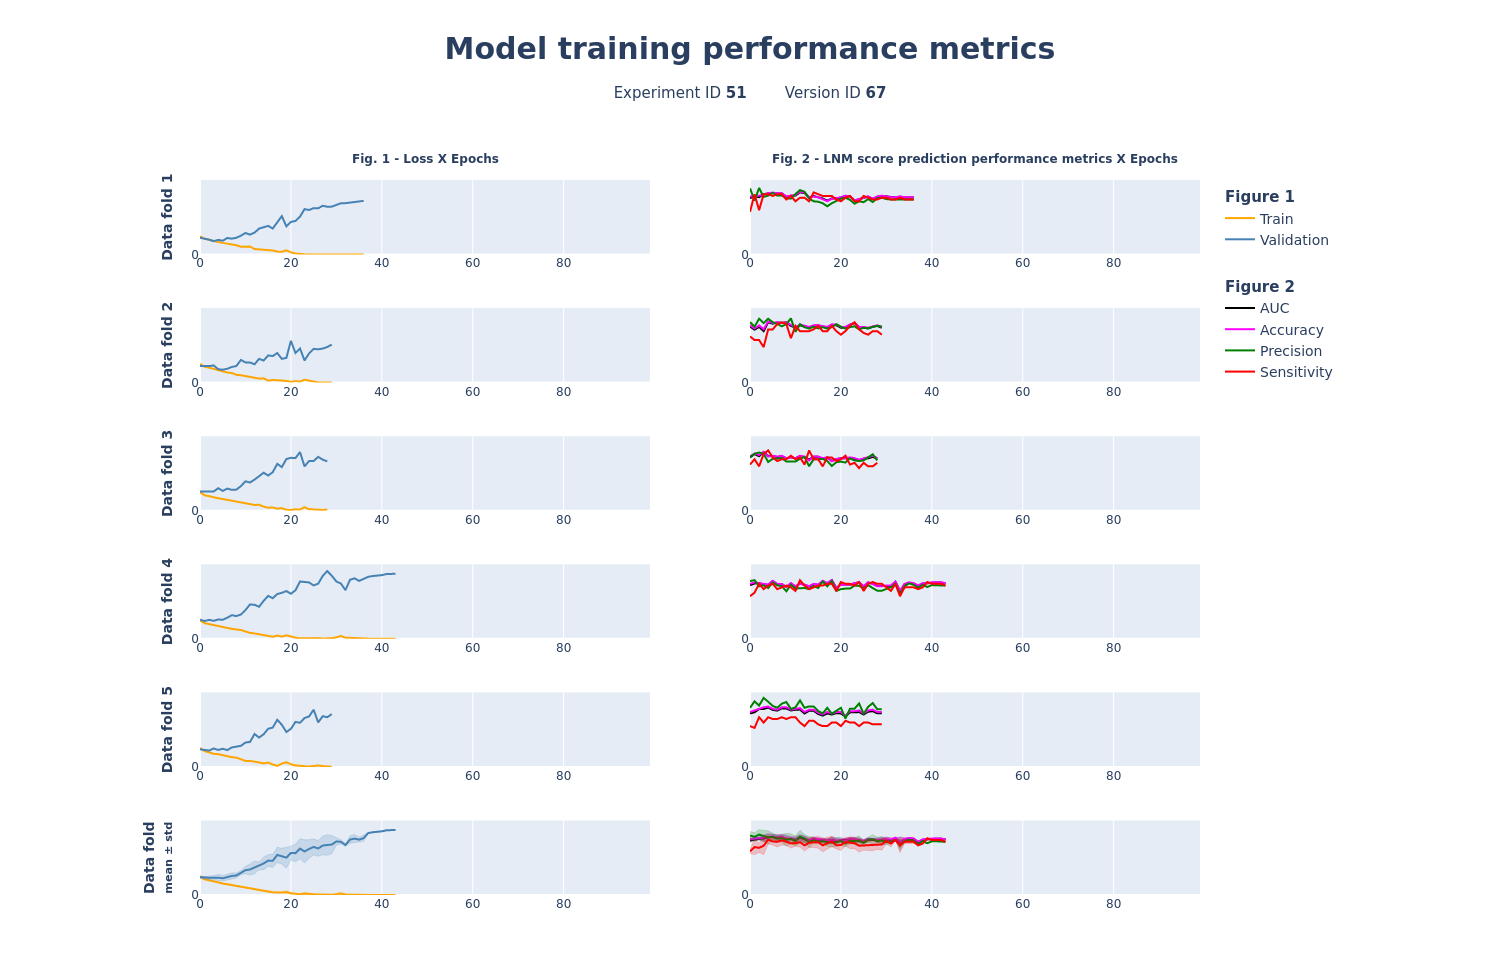 Model training performance metrics
Experiment ID 51 Version ID 67
Fig. 1 - Loss X Epochs
Fig. 2 - LNM score prediction performance metrics X Epochs
Data fold 1
0
0 20 40 60 80
0
0 20 40 60 80
Figure 1
Train
Validation
Figure 2
AUC
Accuracy
Precision
Sensitivity
Data fold 2
0
0 20 40 60 80
0
0 20 40 60 80
Data fold 3
0
0 20 40 60 80
0
0 20 40 60 80
Data fold 4
0
0 20 40 60 80
0
0 20 40 60 80
Data fold 5
0
0 20 40 60 80
0
0 20 40 60 80
Data fold
mean ± std
0
0 20 40 60 80
0
0 20 40 60 80